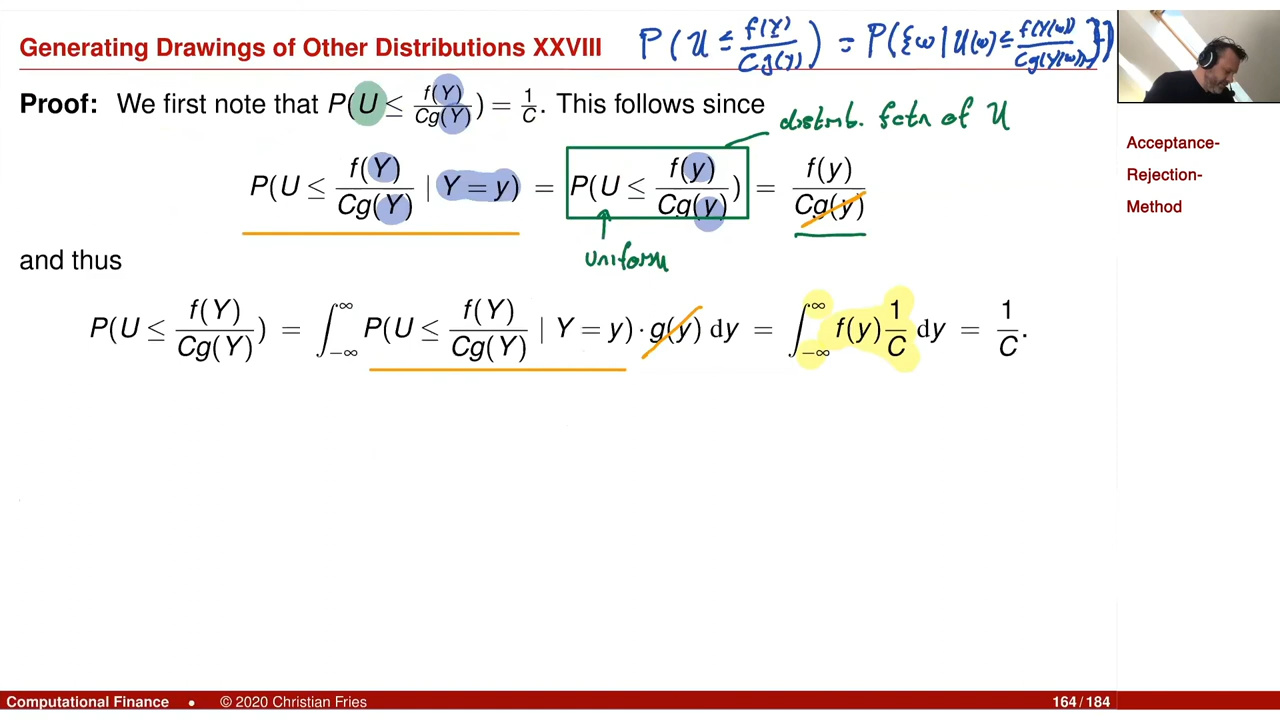 Generating Drawings of Other Distributions XXVIII
P(U ≤ f(Y)/Cg(Y)) = P({ω | U(ω) ≤ f(Y(ω))/Cg(Y(ω))})
Proof: We first note that P(U ≤ f(Y)/Cg(Y)) = 1/C. This follows since
distrib. fctn of U
P(U ≤ f(Y)/Cg(Y) | Y = y) = P(U ≤ f(y)/Cg(y)) = f(y)/Cg(y)
uniform
and thus
P(U ≤ f(Y)/Cg(Y)) = ∫_{-∞}^{∞} P(U ≤ f(Y)/Cg(Y) | Y = y) · g(y) dy = ∫_{-∞}^{∞} f(y) 1/C dy = 1/C.
Acceptance-
Rejection-
Method
Computational Finance • © 2020 Christian Fries 164 / 184